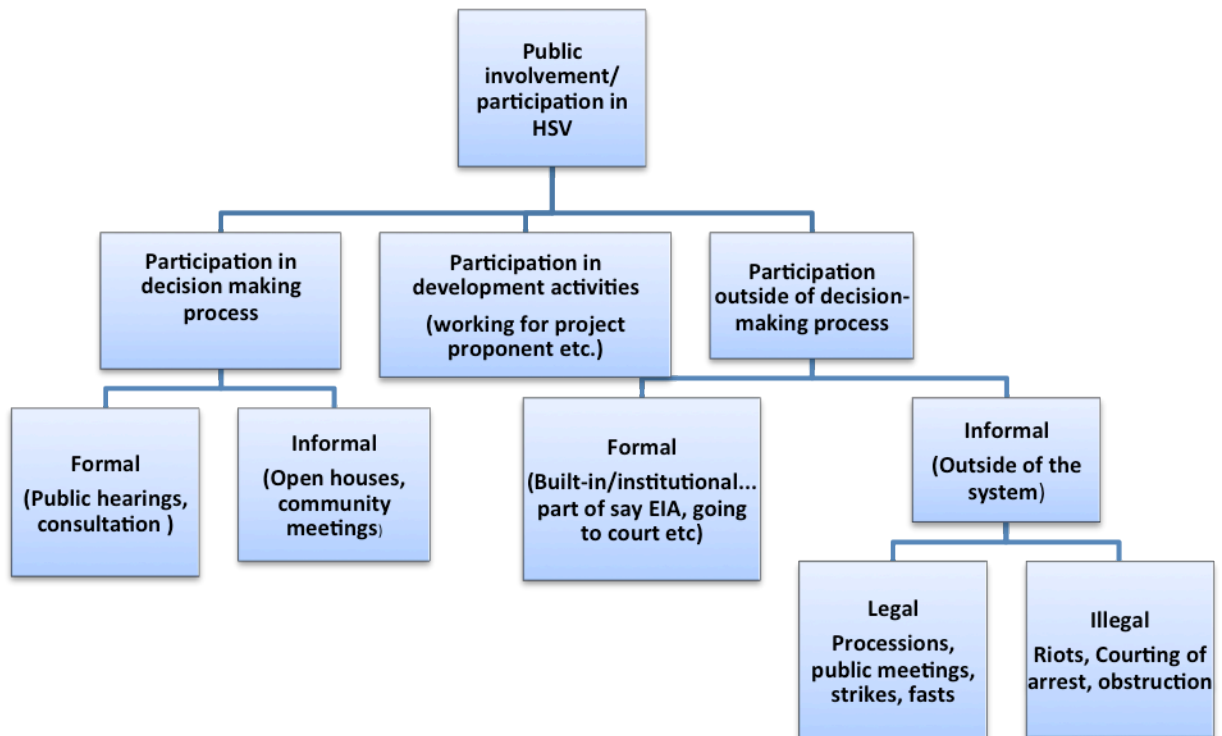 Public
involvement/
participation in
HSV
Participation in
decision making
process
Participation in
development activities
(working for project
proponent etc.)
Participation
outside of decision-
making process
Formal
(Public hearings,
consultation )
Informal
(Open houses,
community
meetings)
Formal
(Built-in/institutional...
part of say EIA, going
to court etc)
Informal
(Outside of the
system)
Legal
Processions,
public meetings,
strikes, fasts
Illegal
Riots, Courting of
arrest, obstruction